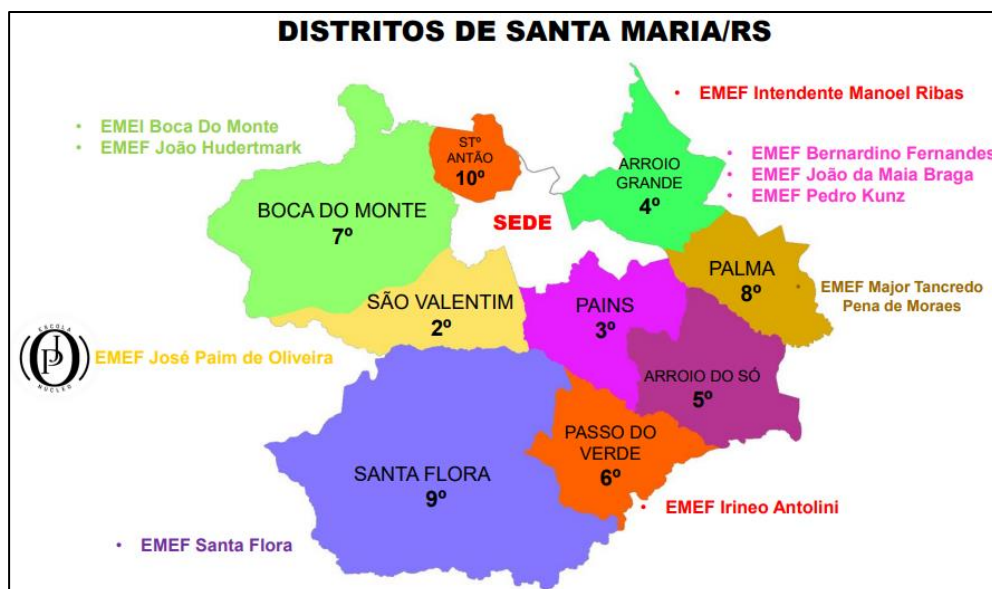 DISTRITOS DE SANTA MARIA/RS
• EMEF Intendente Manoel Ribas
• EMEI Boca Do Monte
• EMEF João Hudertmark
STº
ANTÃO
10º
ARROIO
GRANDE
4º
• EMEF Bernardino Fernandes
• EMEF João da Maia Braga
• EMEF Pedro Kunz
BOCA DO MONTE
7º
SEDE
PALMA
8º
• EMEF Major Tancredo
Pena de Moraes
SÃO VALENTIM
2º
PAINS
3º
ESCOLA
JPO
NÚCLEO
• EMEF José Paim de Oliveira
ARROIO DO SÓ
5º
PASSO DO
VERDE
6º
SANTA FLORA
9º
• EMEF Irineo Antolini
• EMEF Santa Flora